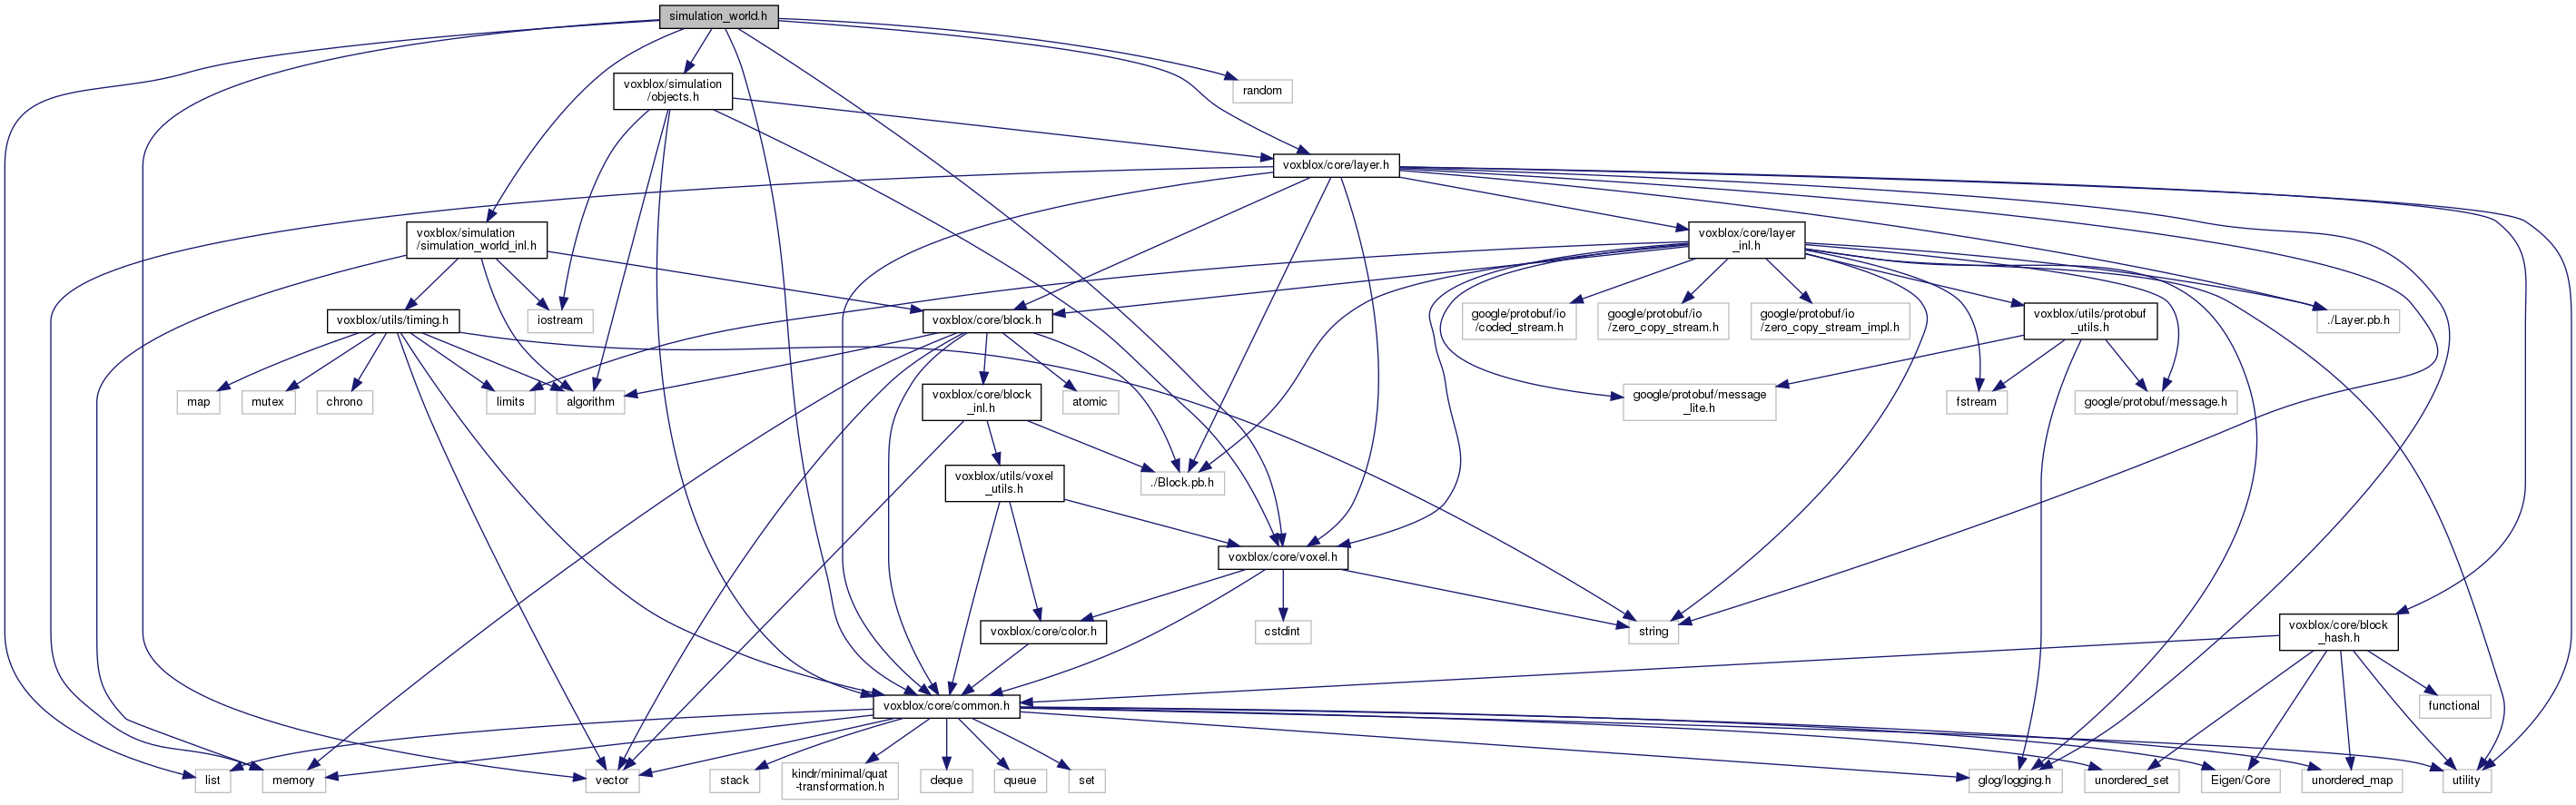 simulation_world.h
voxblox/simulation
/objects.h
random
voxblox/core/layer.h
voxblox/simulation
/simulation_world_inl.h
voxblox/core/layer
_inl.h
voxblox/utils/timing.h
iostream
voxblox/core/block.h
google/protobuf/io
/coded_stream.h
google/protobuf/io
/zero_copy_stream.h
google/protobuf/io
/zero_copy_stream_impl.h
voxblox/utils/protobuf
_utils.h
./Layer.pb.h
map
mutex
chrono
limits
algorithm
voxblox/core/block
_inl.h
atomic
google/protobuf/message
_lite.h
fstream
google/protobuf/message.h
voxblox/utils/voxel
_utils.h
./Block.pb.h
voxblox/core/voxel.h
voxblox/core/color.h
cstdint
string
voxblox/core/block
_hash.h
voxblox/core/common.h
functional
list
memory
vector
stack
kindr/minimal/quat
-transformation.h
deque
queue
set
glog/logging.h
unordered_set
Eigen/Core
unordered_map
utility